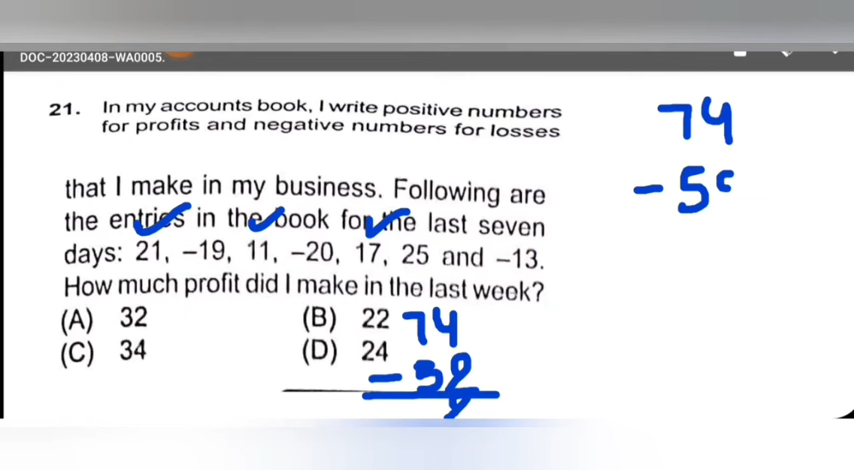 DOC-20230408-WA0005.
21. In my accounts book, I write positive numbers
for profits and negative numbers for losses
that I make in my business. Following are
the entries in the book for the last seven
days: 21, -19, 11, -20, 17, 25 and -13.
How much profit did I make in the last week?
(A) 32 (B) 22
(C) 34 (D) 24
74
74